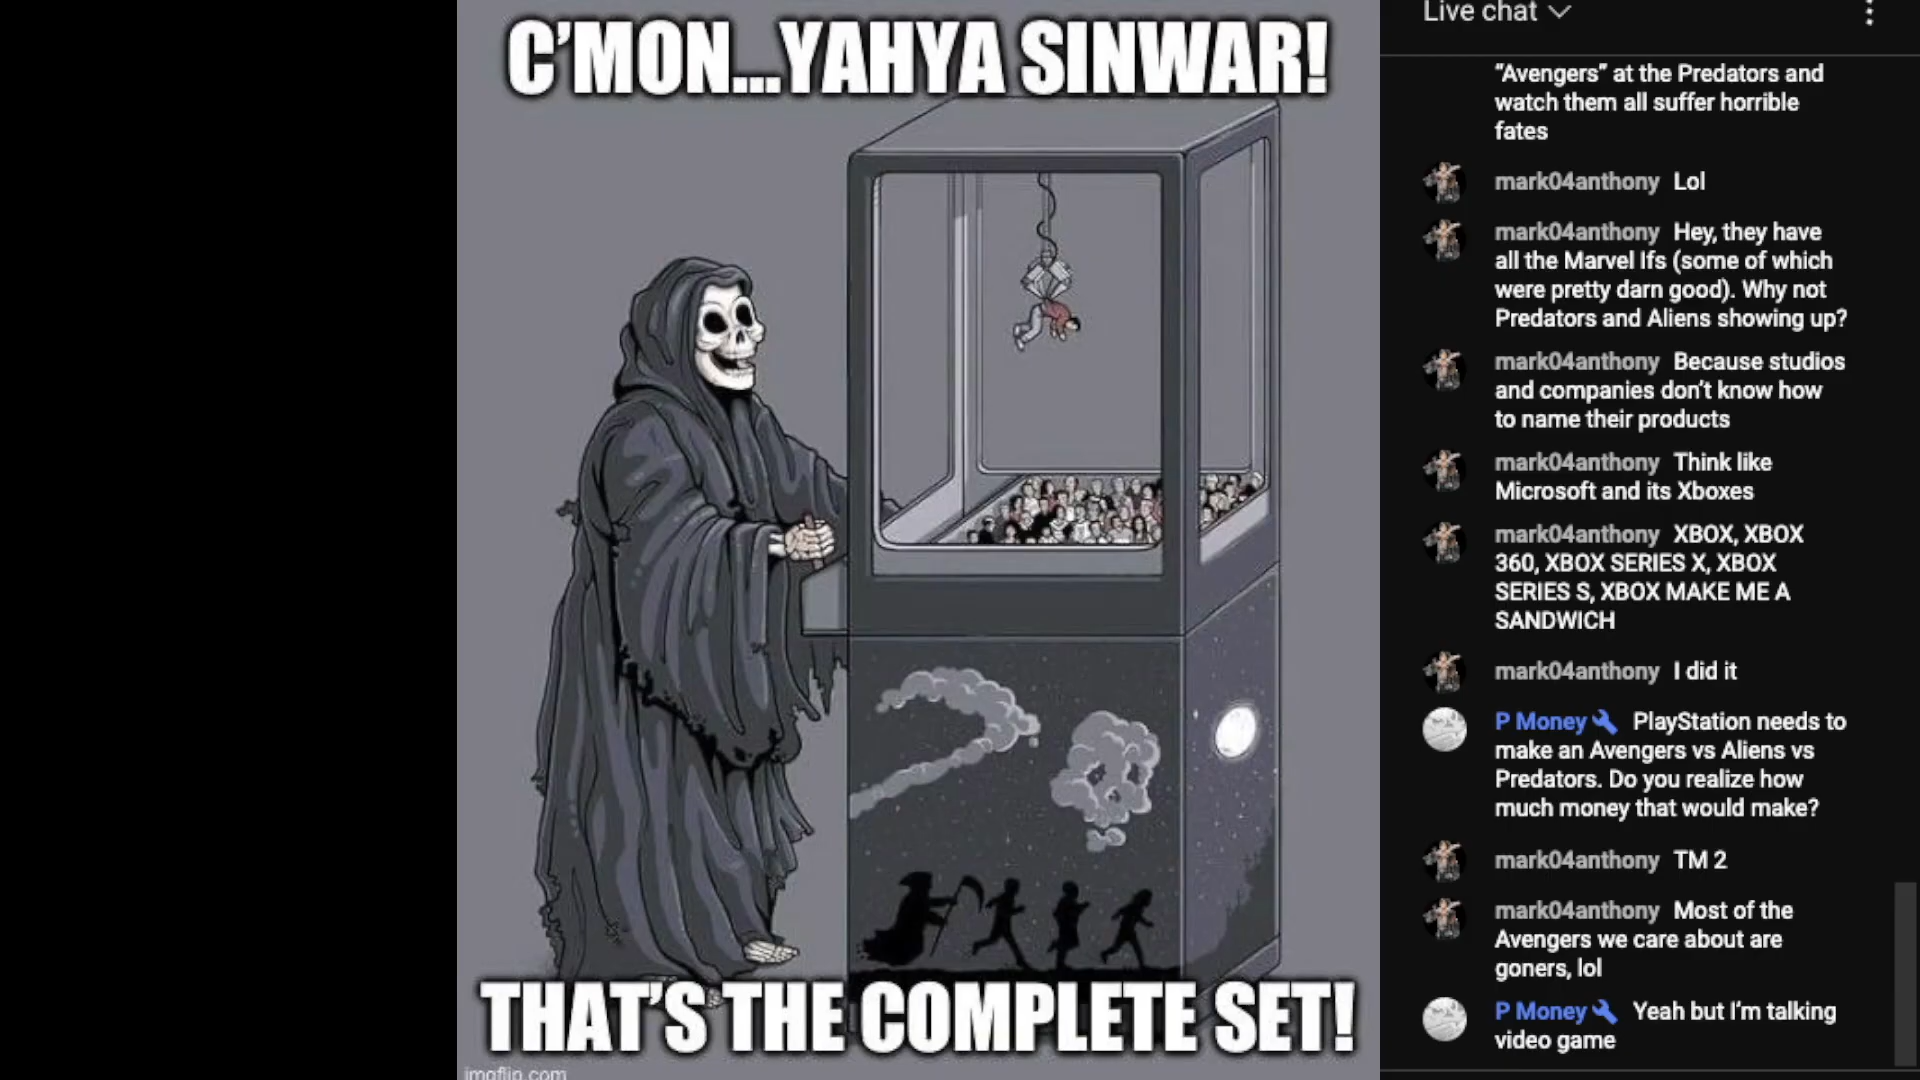 C'MON...YAHYA SINWAR!
THAT'S THE COMPLETE SET!
imgflip.com
Live chat
“Avengers” at the Predators and
watch them all suffer horrible
fates
mark04anthony Lol
mark04anthony Hey, they have
all the Marvel Ifs (some of which
were pretty darn good). Why not
Predators and Aliens showing up?
mark04anthony Because studios
and companies don’t know how
to name their products
mark04anthony Think like
Microsoft and its Xboxes
mark04anthony XBOX, XBOX
360, XBOX SERIES X, XBOX
SERIES S, XBOX MAKE ME A
SANDWICH
mark04anthony I did it
P Money PlayStation needs to
make an Avengers vs Aliens vs
Predators. Do you realize how
much money that would make?
mark04anthony TM 2
mark04anthony Most of the
Avengers we care about are
goners, lol
P Money Yeah but I’m talking
video game